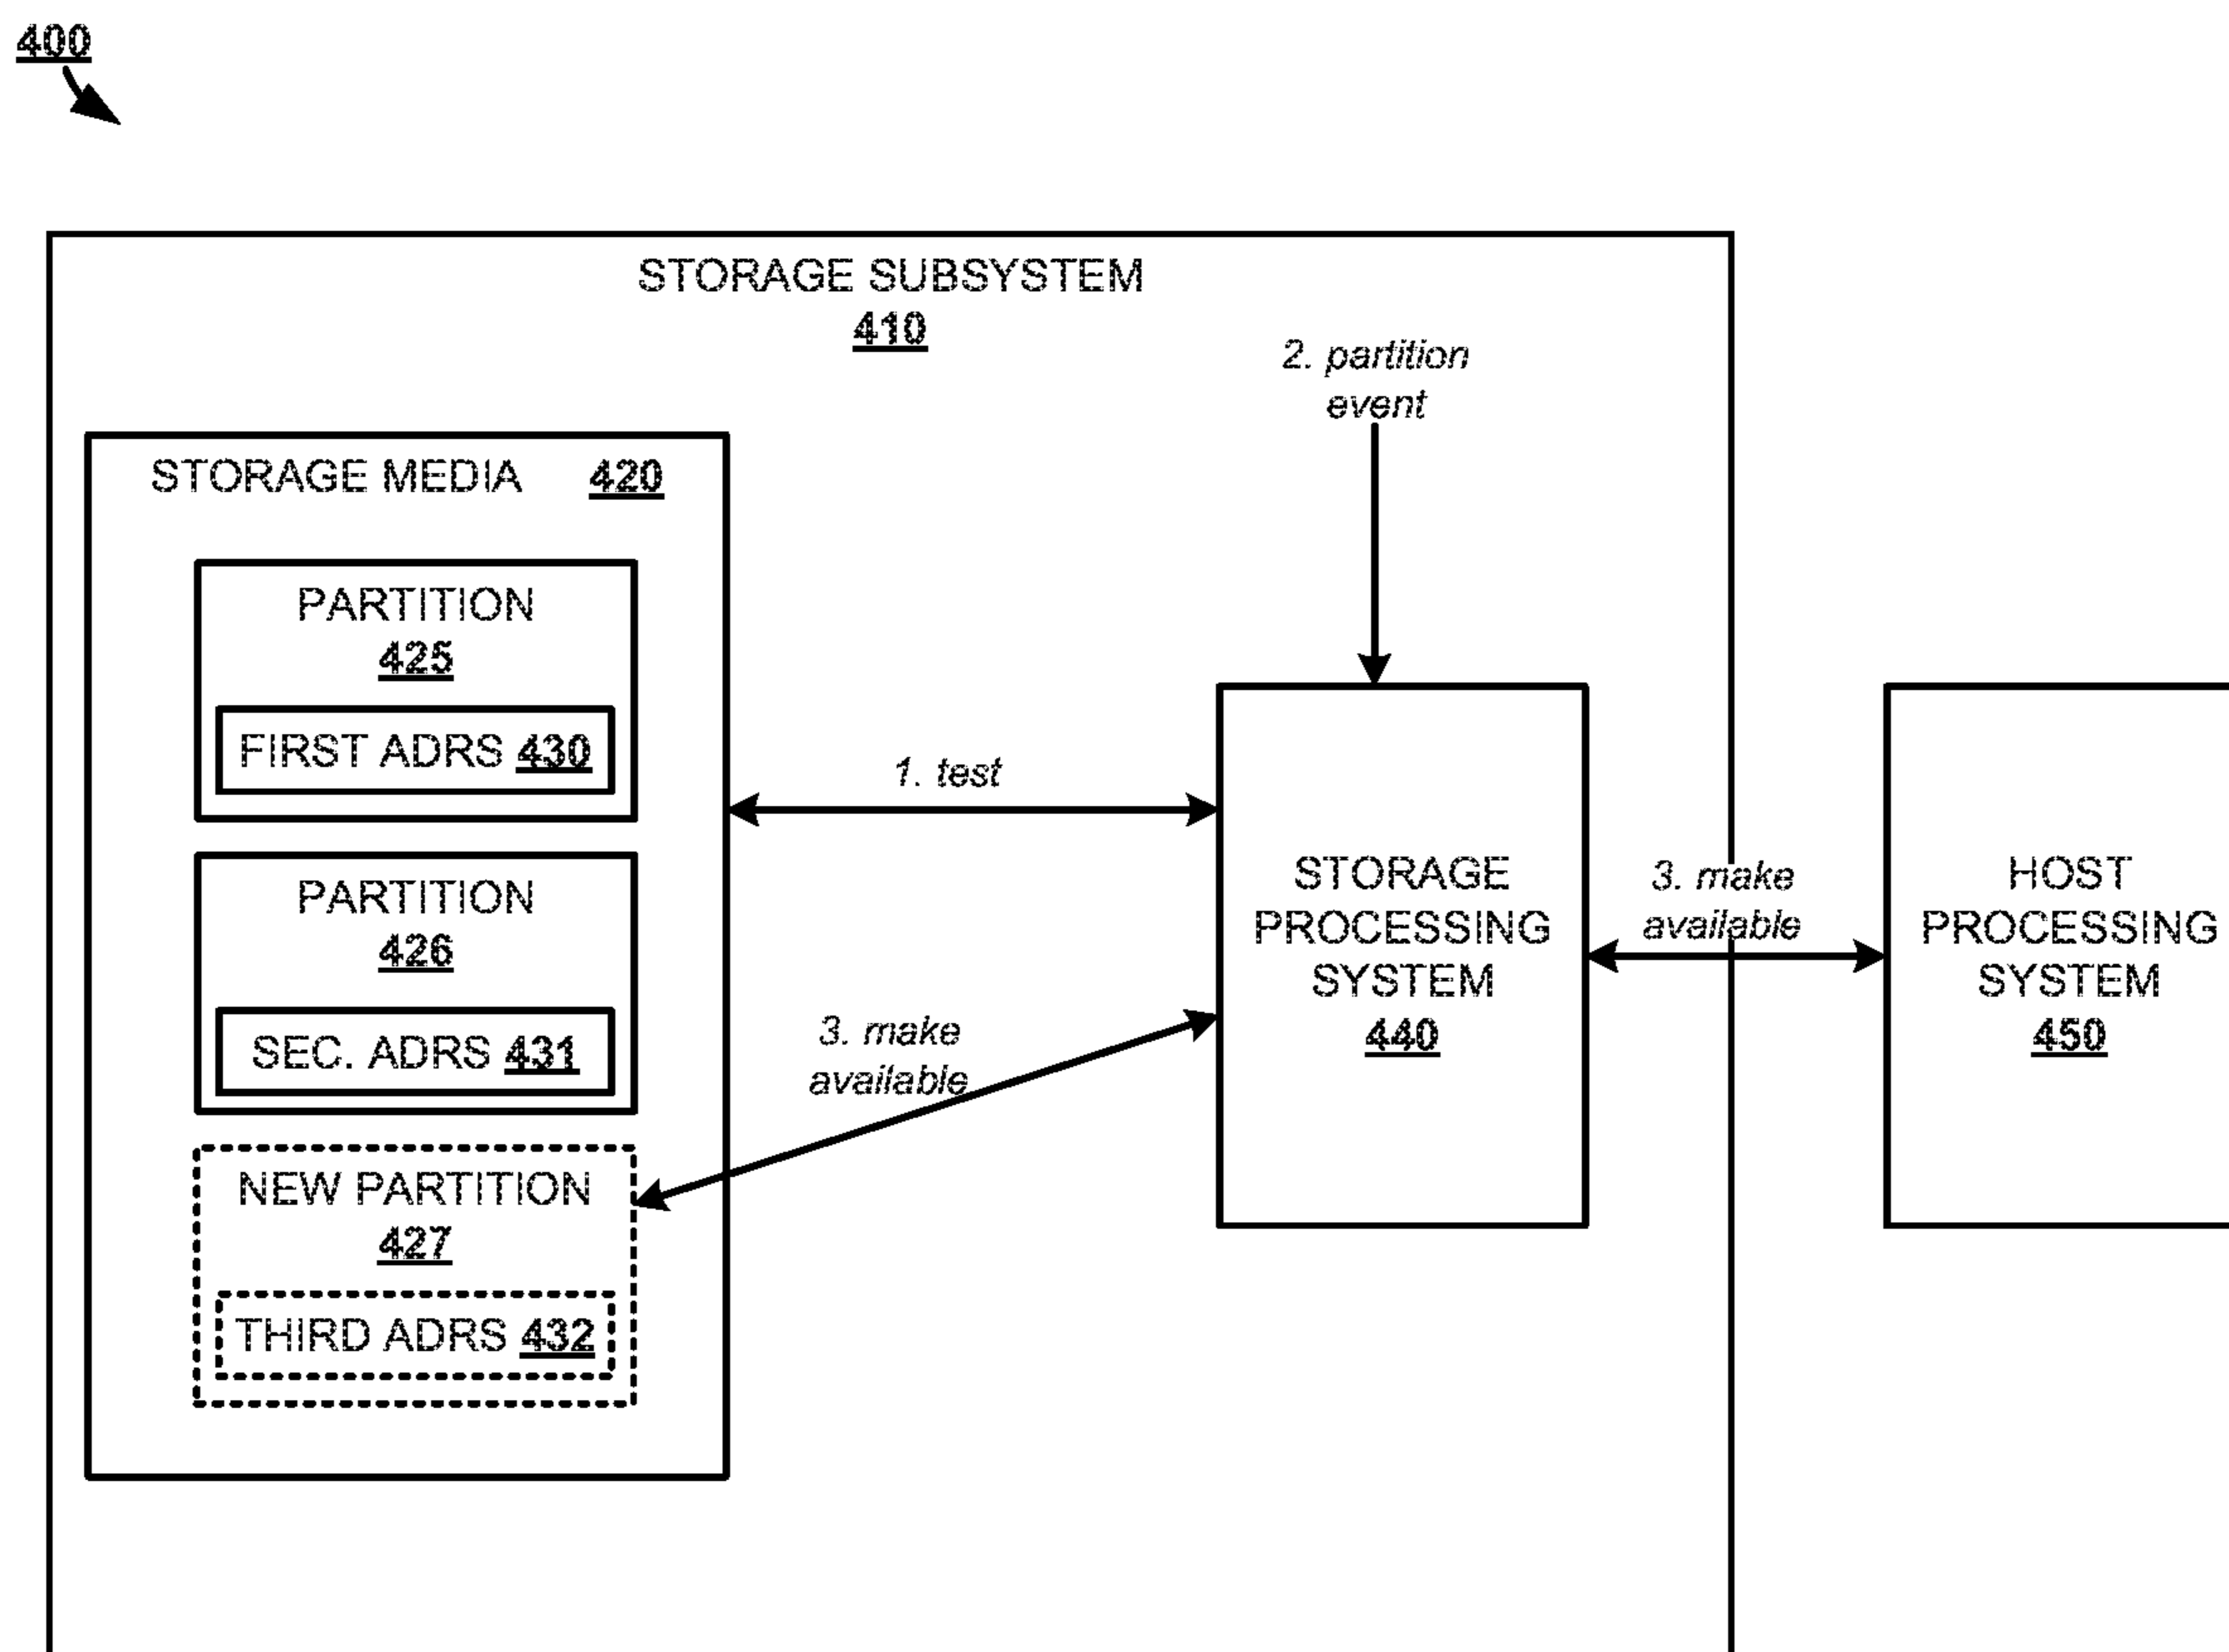 400
STORAGE SUBSYSTEM
410
2. partition
event
STORAGE MEDIA 420
PARTITION
425
FIRST ADRS 430
1. test
PARTITION
426
SEC. ADRS 431
3. make
available
NEW PARTITION
427
THIRD ADRS 432
STORAGE
PROCESSING
SYSTEM
440
3. make
available
HOST
PROCESSING
SYSTEM
450